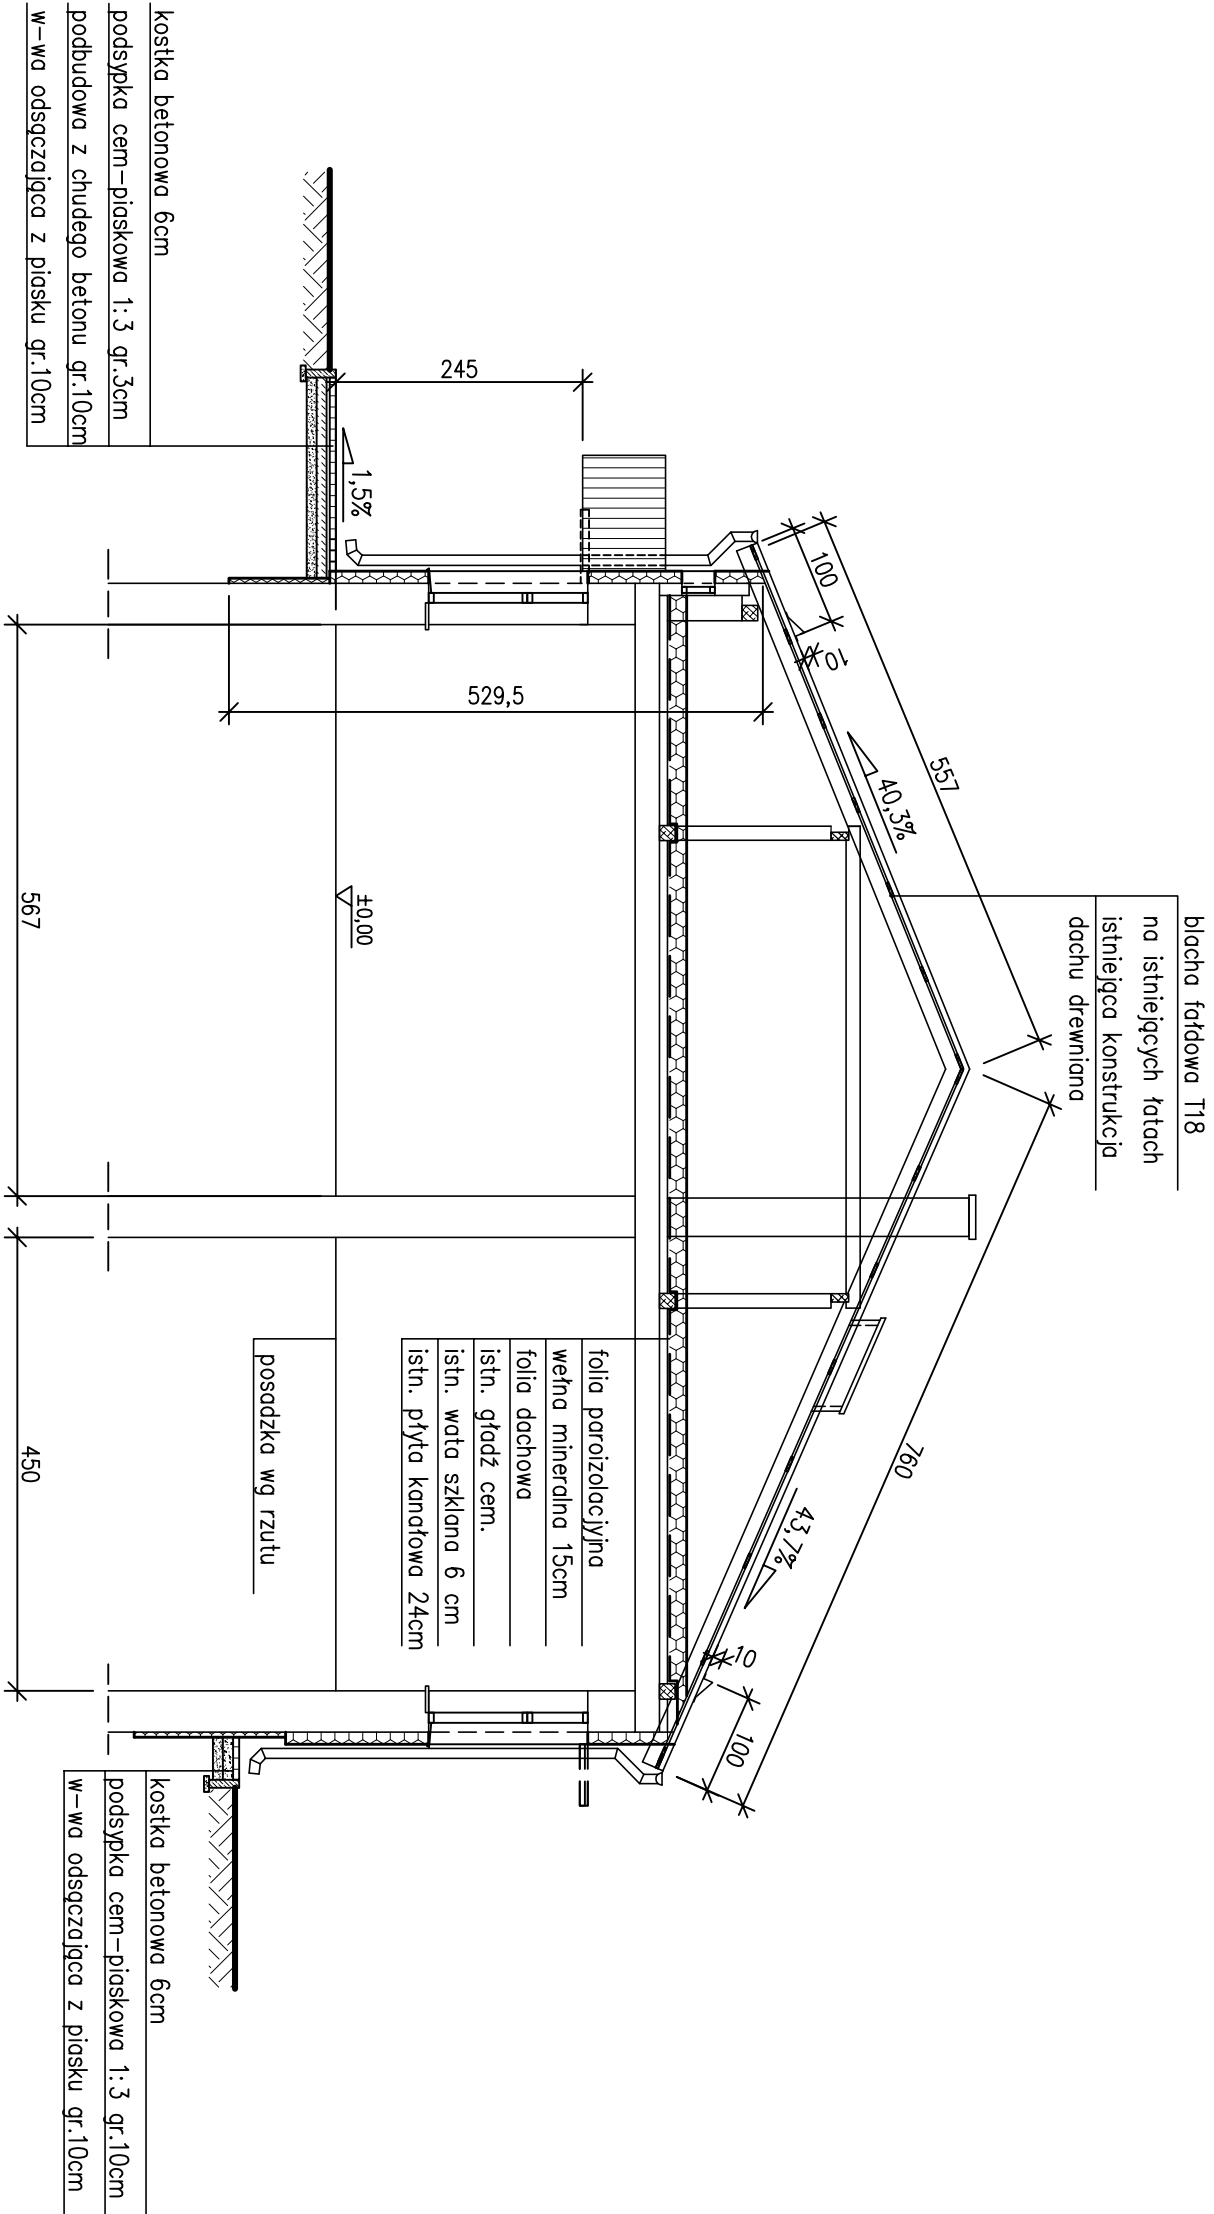 blacha fałdowa T18
na istniejących łatach
istniejąca konstrukcja
dachu drewniana
557
760
100
10
40,3%
43,7%
10
100
529,5
245
1,5%
±0,00
folia paroizolacyjna
wełna mineralna 15cm
folia dachowa
istn. gładź cem.
istn. wata szklana 6 cm
istn. płyta kanałowa 24cm
posadzka wg rzutu
kostka betonowa 6cm
podsypka cem-piaskowa 1:3 gr.3cm
podbudowa z chudego betonu gr.10cm
w-wa odsączająca z piasku gr.10cm
kostka betonowa 6cm
podsypka cem-piaskowa 1:3 gr.10cm
w-wa odsączająca z piasku gr.10cm
567
450